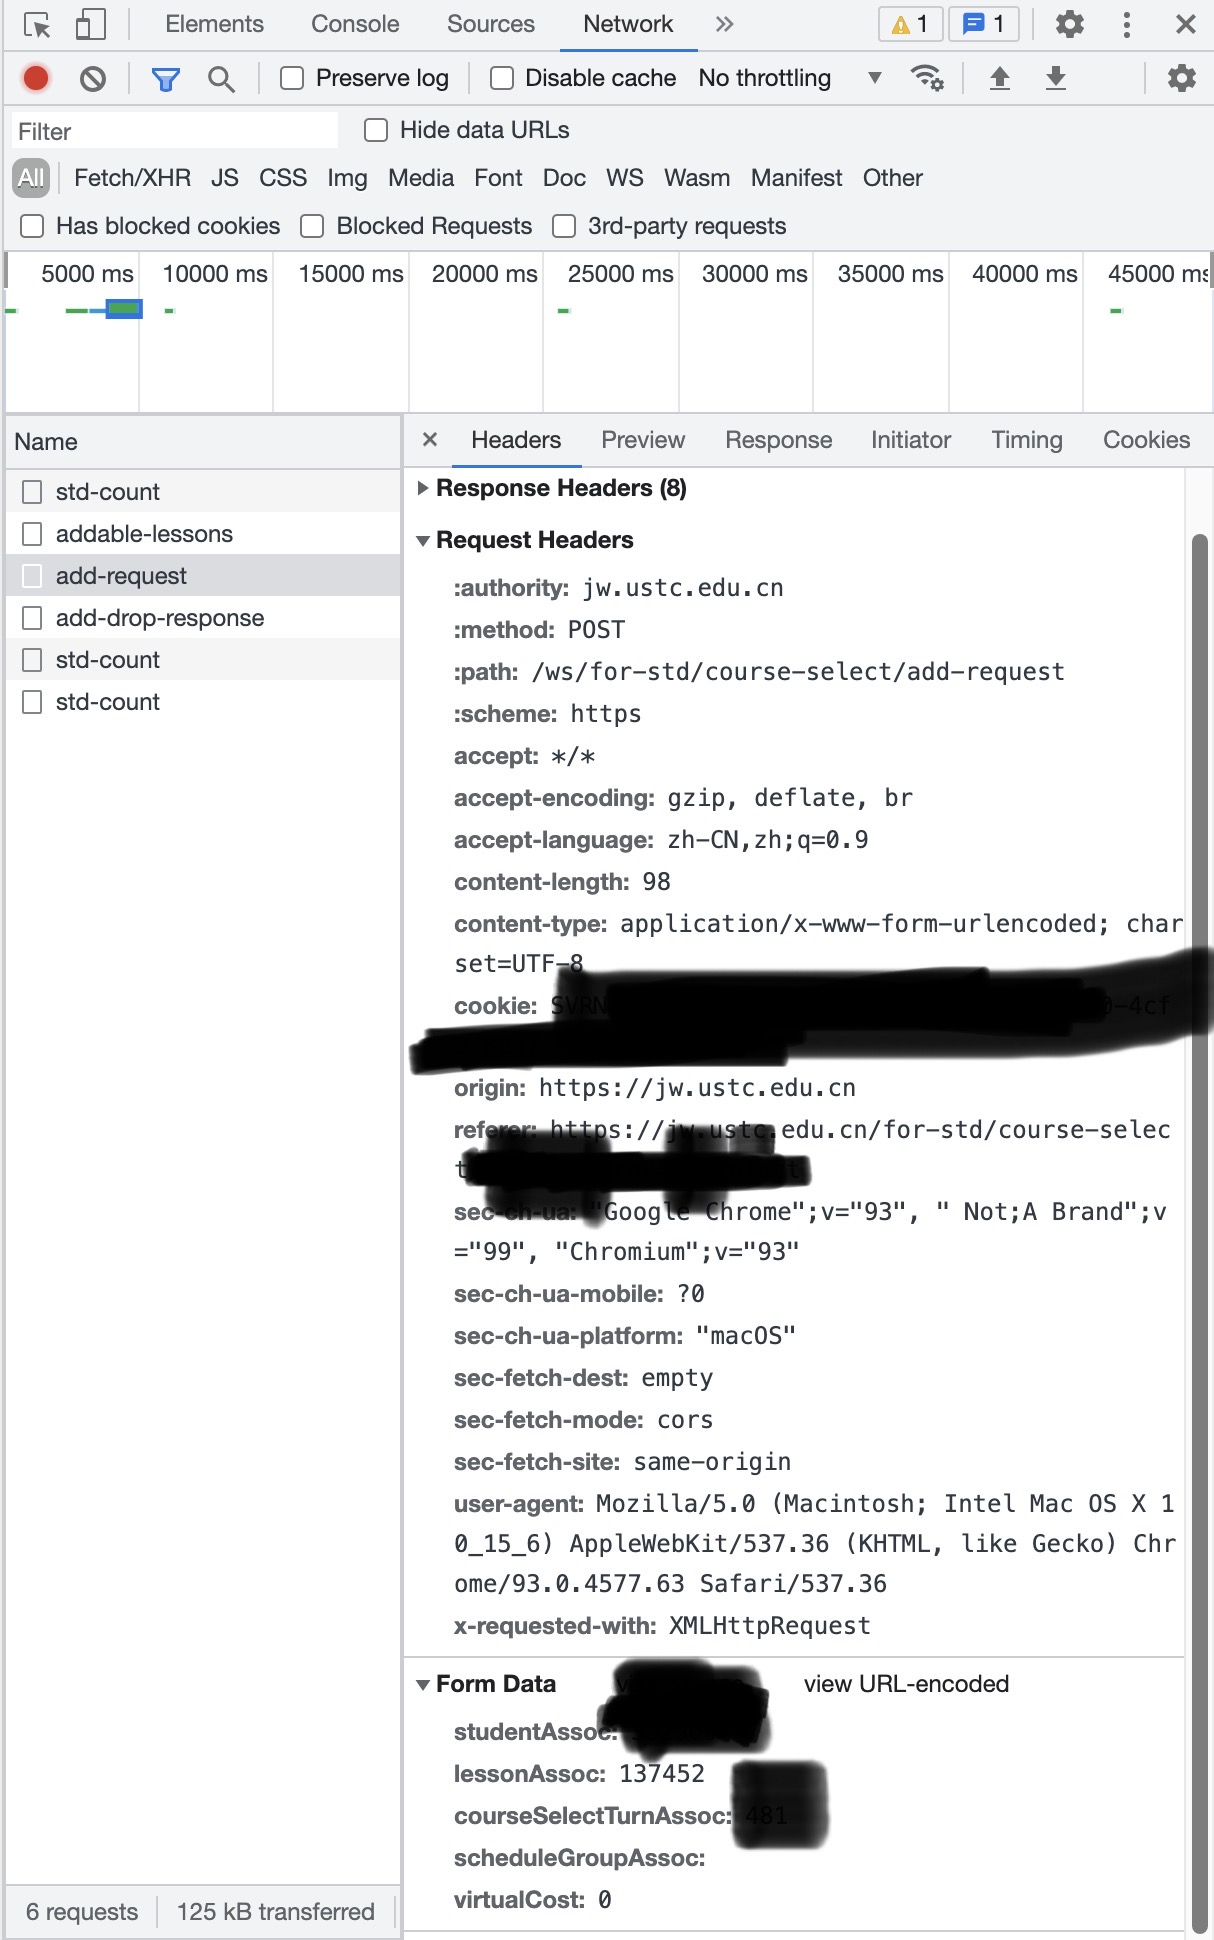 Elements Console Sources Network 1 1
Preserve log Disable cache No throttling
Filter Hide data URLs
All Fetch/XHR JS CSS Img Media Font Doc WS Wasm Manifest Other
Has blocked cookies Blocked Requests 3rd-party requests
5000 ms 10000 ms 15000 ms 20000 ms 25000 ms 30000 ms 35000 ms 40000 ms 45000 ms
Name
std-count
addable-lessons
add-request
add-drop-response
std-count
std-count
6 requests 125 kB transferred
× Headers Preview Response Initiator Timing Cookies
Response Headers (8)
Request Headers
:authority: jw.ustc.edu.cn
:method: POST
:path: /ws/for-std/course-select/add-request
:scheme: https
accept: */*
accept-encoding: gzip, deflate, br
accept-language: zh-CN,zh;q=0.9
content-length: 98
content-type: application/x-www-form-urlencoded; char
set=UTF-8
cookie:
origin: https://jw.ustc.edu.cn
referer: https://jw.ustc.edu.cn/for-std/course-selec
sec-ch-ua: "Google Chrome";v="93", " Not;A Brand";v
="99", "Chromium";v="93"
sec-ch-ua-mobile: ?0
sec-ch-ua-platform: "macOS"
sec-fetch-dest: empty
sec-fetch-mode: cors
sec-fetch-site: same-origin
user-agent: Mozilla/5.0 (Macintosh; Intel Mac OS X 1
0_15_6) AppleWebKit/537.36 (KHTML, like Gecko) Chr
ome/93.0.4577.63 Safari/537.36
x-requested-with: XMLHttpRequest
Form Data view URL-encoded
studentAssoc:
lessonAssoc: 137452
courseSelectTurnAssoc:
scheduleGroupAssoc:
virtualCost: 0